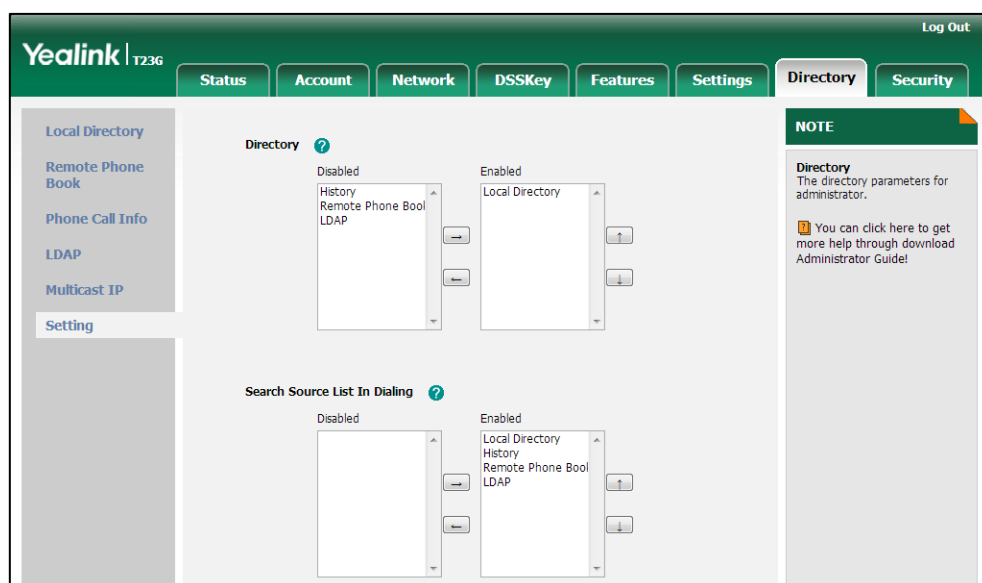 Log Out
Yealink T23G
Status Account Network DSSKey Features Settings Directory Security
Local Directory
Remote Phone
Book
Phone Call Info
LDAP
Multicast IP
Setting
Directory ?
Disabled Enabled
History
Remote Phone Book
LDAP
Local Directory
→
←
↑
↓
Search Source List In Dialing ?
Disabled Enabled
Local Directory
History
Remote Phone Book
LDAP
→
←
↑
↓
NOTE
Directory
The directory parameters for
administrator.
? You can click here to get
more help through download
Administrator Guide!